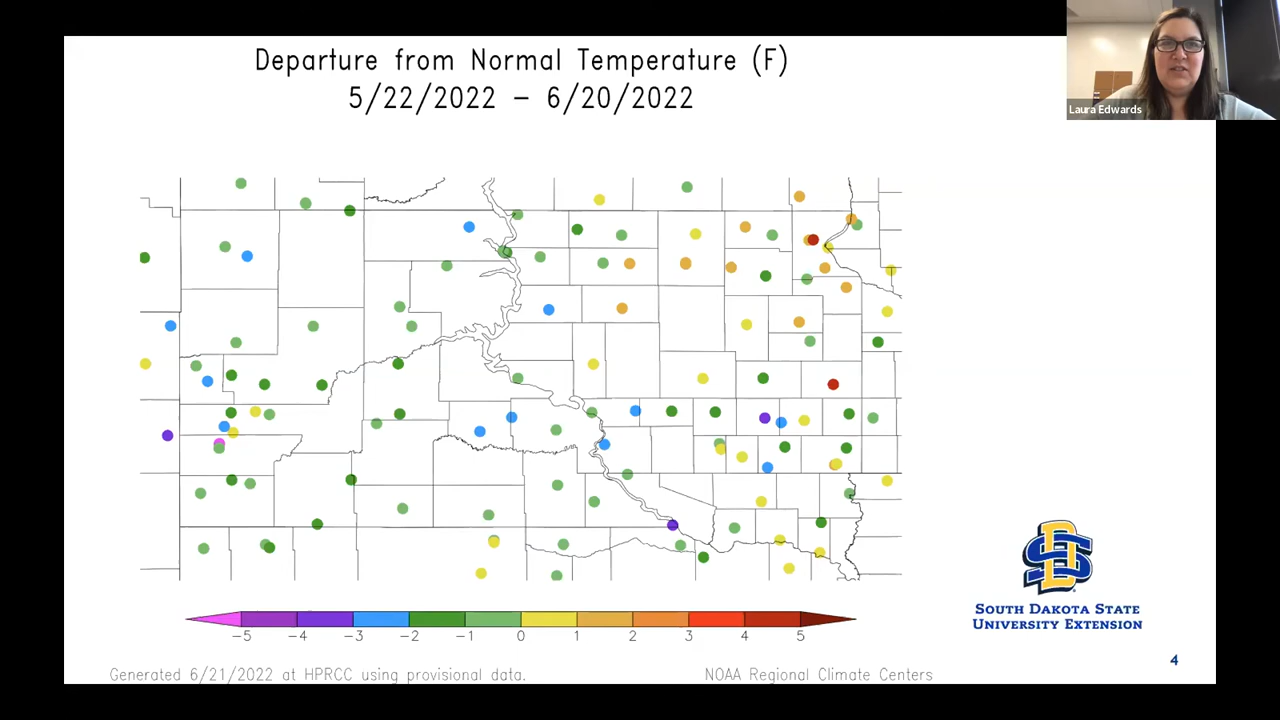 Departure from Normal Temperature (F)
5/22/2022 – 6/20/2022
Laura Edwards
-5 -4 -3 -2 -1 0 1 2 3 4 5
SOUTH DAKOTA STATE
UNIVERSITY EXTENSION
4
Generated 6/21/2022 at HPRCC using provisional data.
NOAA Regional Climate Centers